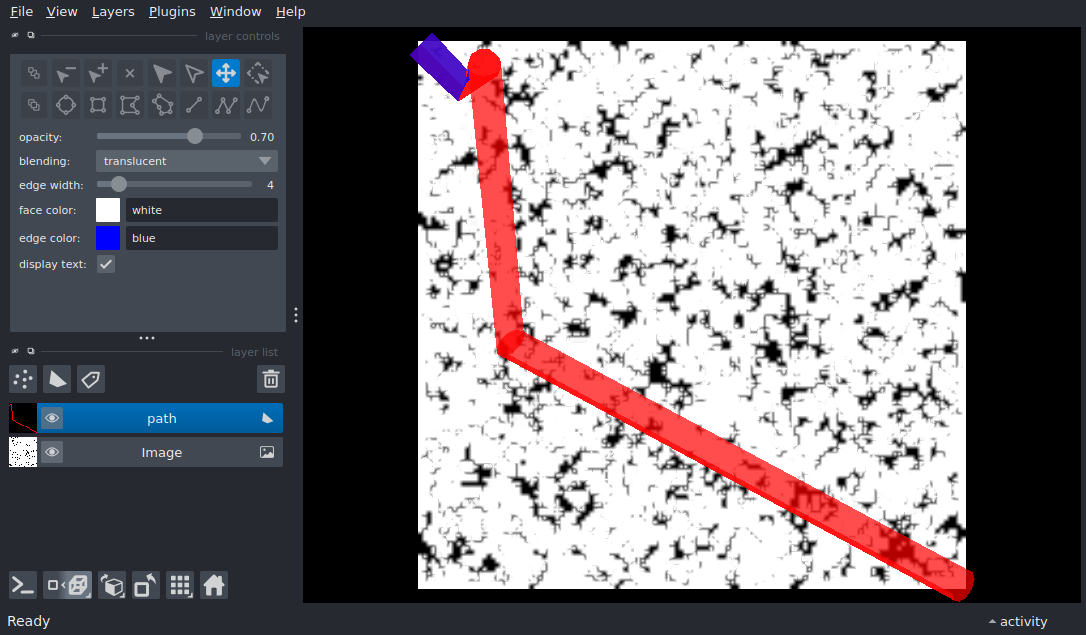 File View Layers Plugins Window Help
layer controls
opacity: 0.70
blending: translucent
edge width: 4
face color: white
edge color: blue
display text:
layer list
path
Image
Ready
activity